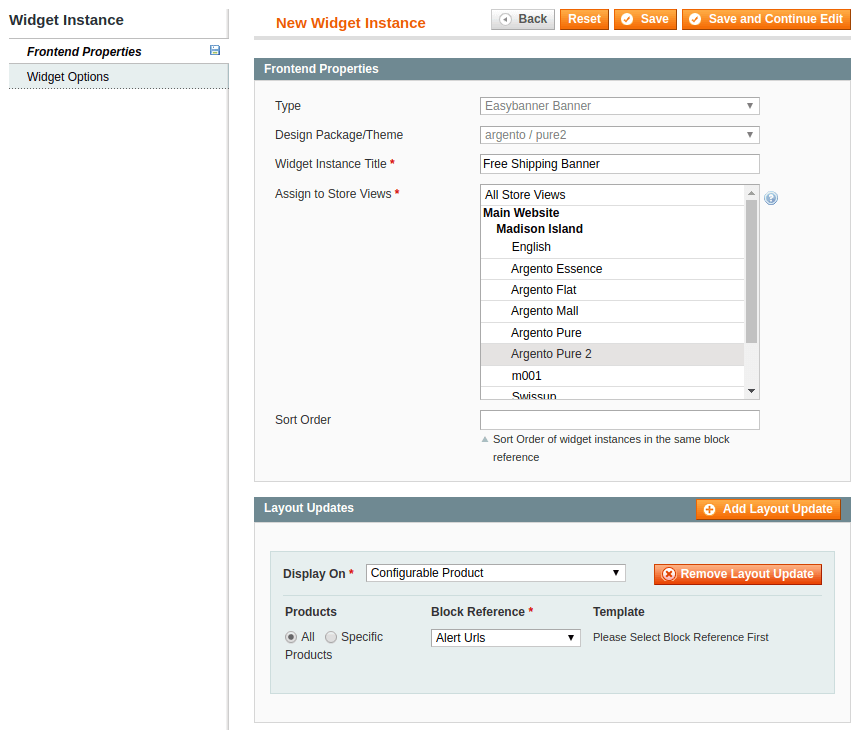 Widget Instance
Frontend Properties
Widget Options
New Widget Instance
Back
Reset
Save
Save and Continue Edit
Frontend Properties
Type
Easybanner Banner
Design Package/Theme
argento / pure2
Widget Instance Title *
Free Shipping Banner
Assign to Store Views *
All Store Views
Main Website
Madison Island
English
Argento Essence
Argento Flat
Argento Mall
Argento Pure
Argento Pure 2
m001
Swissup
Sort Order
Sort Order of widget instances in the same block
reference
Layout Updates
Add Layout Update
Display On *
Configurable Product
Remove Layout Update
Products
Block Reference *
Template
All
Specific
Products
Alert Urls
Please Select Block Reference First